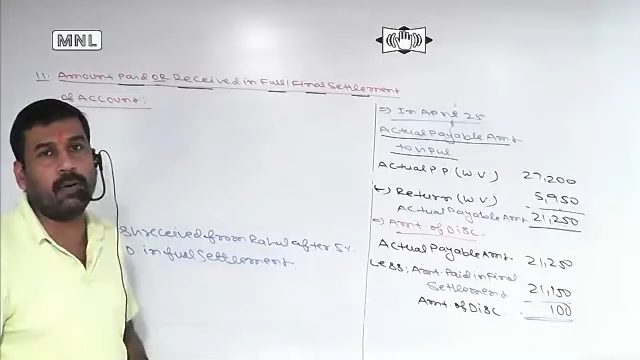 MNL
11. Amount Paid OR Received in Full/Final Settlement
of Account:
⇒ In April 25
Actual Payable Amt
to Vipul
Actual P.P. (W.V.) 27,200
(-) Return (W.V.) 5,950
Actual Payable Amt. 21,250
⇒ Amt of Disc.
Actual Payable Amt. 21,250
Less: Amt. Paid in Final
Settlement 21,150
Amt. of Disc. 100
received from Rahul after 5%
D. in full Settlement.